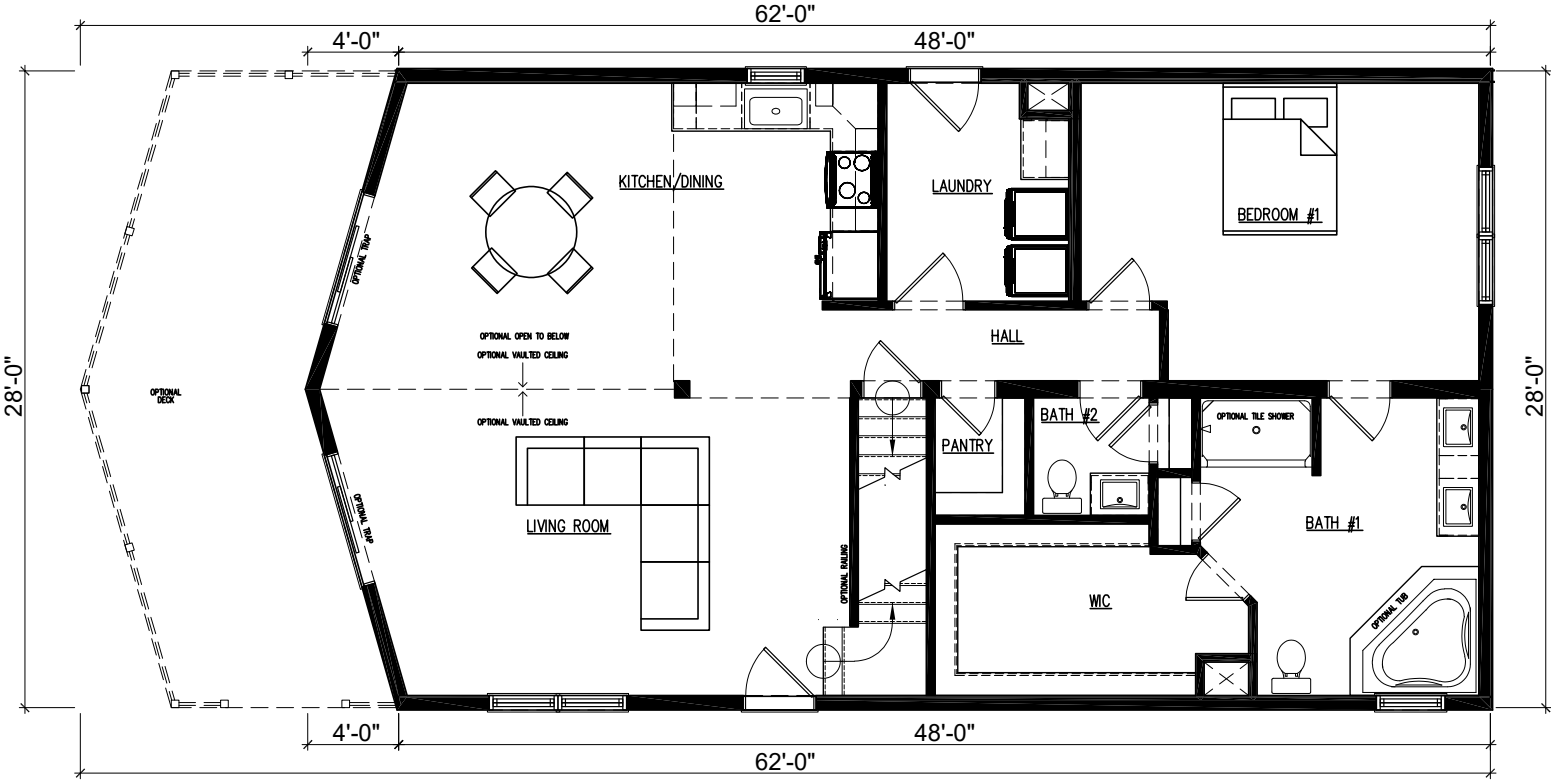 62'-0"
4'-0"
48'-0"
KITCHEN/DINING
LAUNDRY
BEDROOM #1
OPTIONAL TRAP
28'-0"
28'-0"
OPTIONAL OPEN TO BELOW
OPTIONAL VAULTED CEILING
HALL
OPTIONAL
DECK
OPTIONAL VAULTED CEILING
BATH #2
OPTIONAL TILE SHOWER
PANTRY
OPTIONAL TRAP
LIVING ROOM
BATH #1
OPTIONAL RAILING
WIC
OPTIONAL TUB
4'-0"
48'-0"
62'-0"